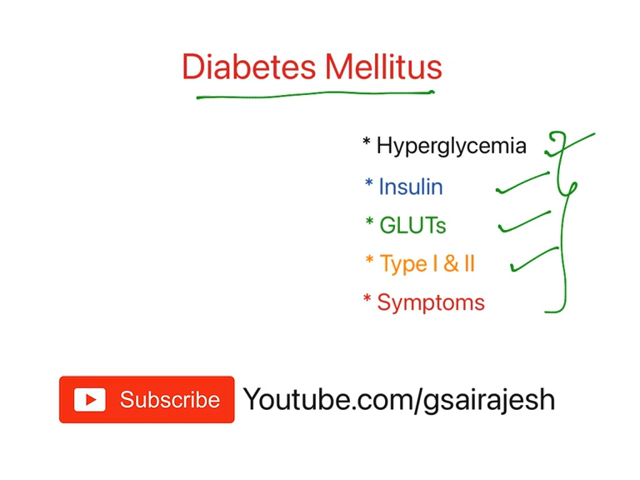 Diabetes Mellitus
* Hyperglycemia
* Insulin
* GLUTs
* Type I & II
* Symptoms
Subscribe Youtube.com/gsairajesh